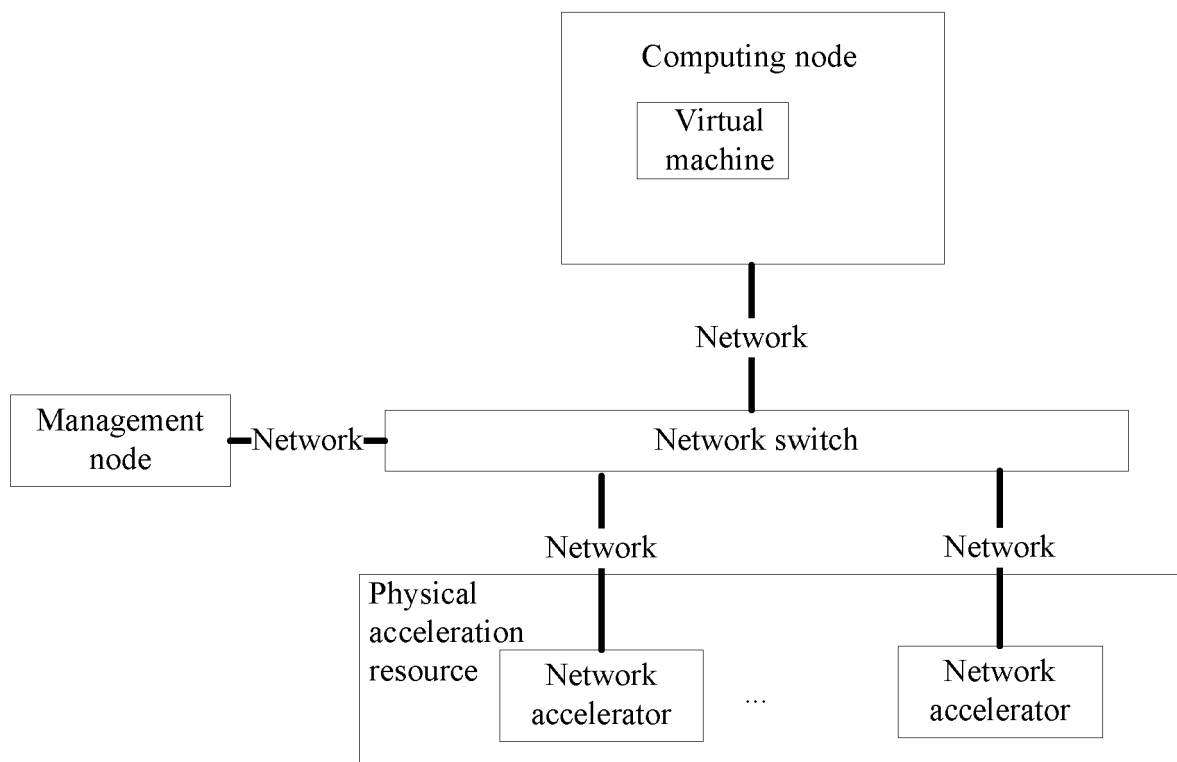 Computing node
Virtual
machine
Network
Management
node
Network
Network switch
Network
Network
Physical
acceleration
resource
Network
accelerator
...
Network
accelerator